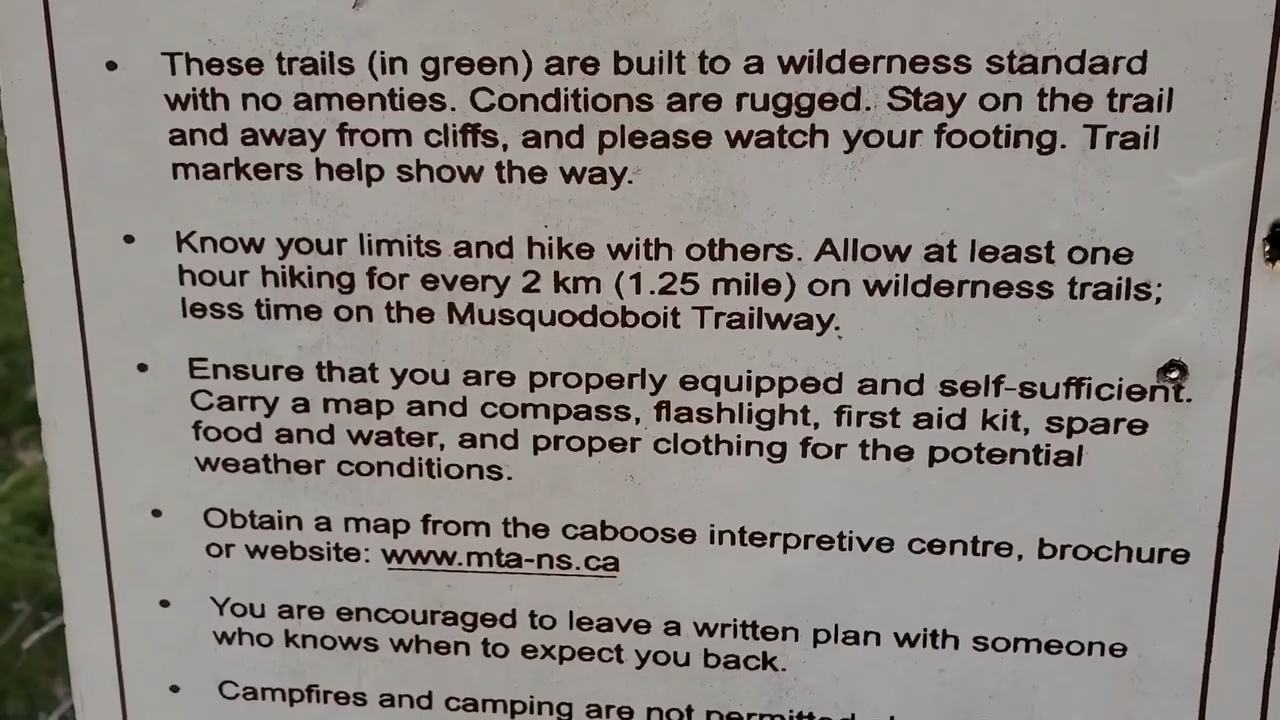 • These trails (in green) are built to a wilderness standard
with no amenties. Conditions are rugged. Stay on the trail
and away from cliffs, and please watch your footing. Trail
markers help show the way.
• Know your limits and hike with others. Allow at least one
hour hiking for every 2 km (1.25 mile) on wilderness trails;
less time on the Musquodoboit Trailway.
• Ensure that you are properly equipped and self-sufficient.
Carry a map and compass, flashlight, first aid kit, spare
food and water, and proper clothing for the potential
weather conditions.
• Obtain a map from the caboose interpretive centre, brochure
or website: www.mta-ns.ca
• You are encouraged to leave a written plan with someone
who knows when to expect you back.
• Campfires and camping are not permitted